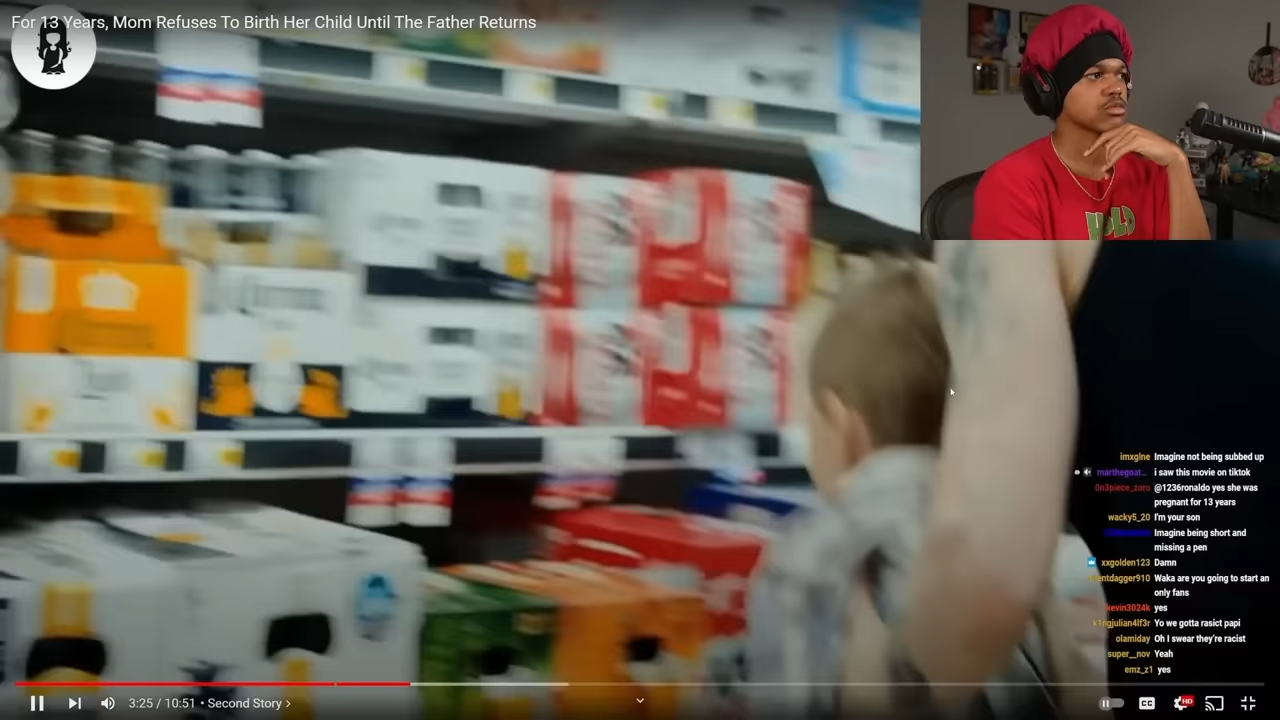 For 13 Years, Mom Refuses To Birth Her Child Until The Father Returns
imxglne Imagine not being subbed up
marthegoat... i saw this movie on tiktok
0n3piece_zoro @1236ronaldo yes she was
pregnant for 13 years
wacky5_20 I'm your son
Imagine being short and
missing a pen
xxgolden123 Damn
Waka are you going to start an
only fans
kevin3024k yes
k1ngjulian4lf3r Yo we gotta rasict papi
olamiday Oh I swear they're racist
super__nov Yeah
emz_z1 yes
3:25 / 10:51 • Second Story
CC
HD